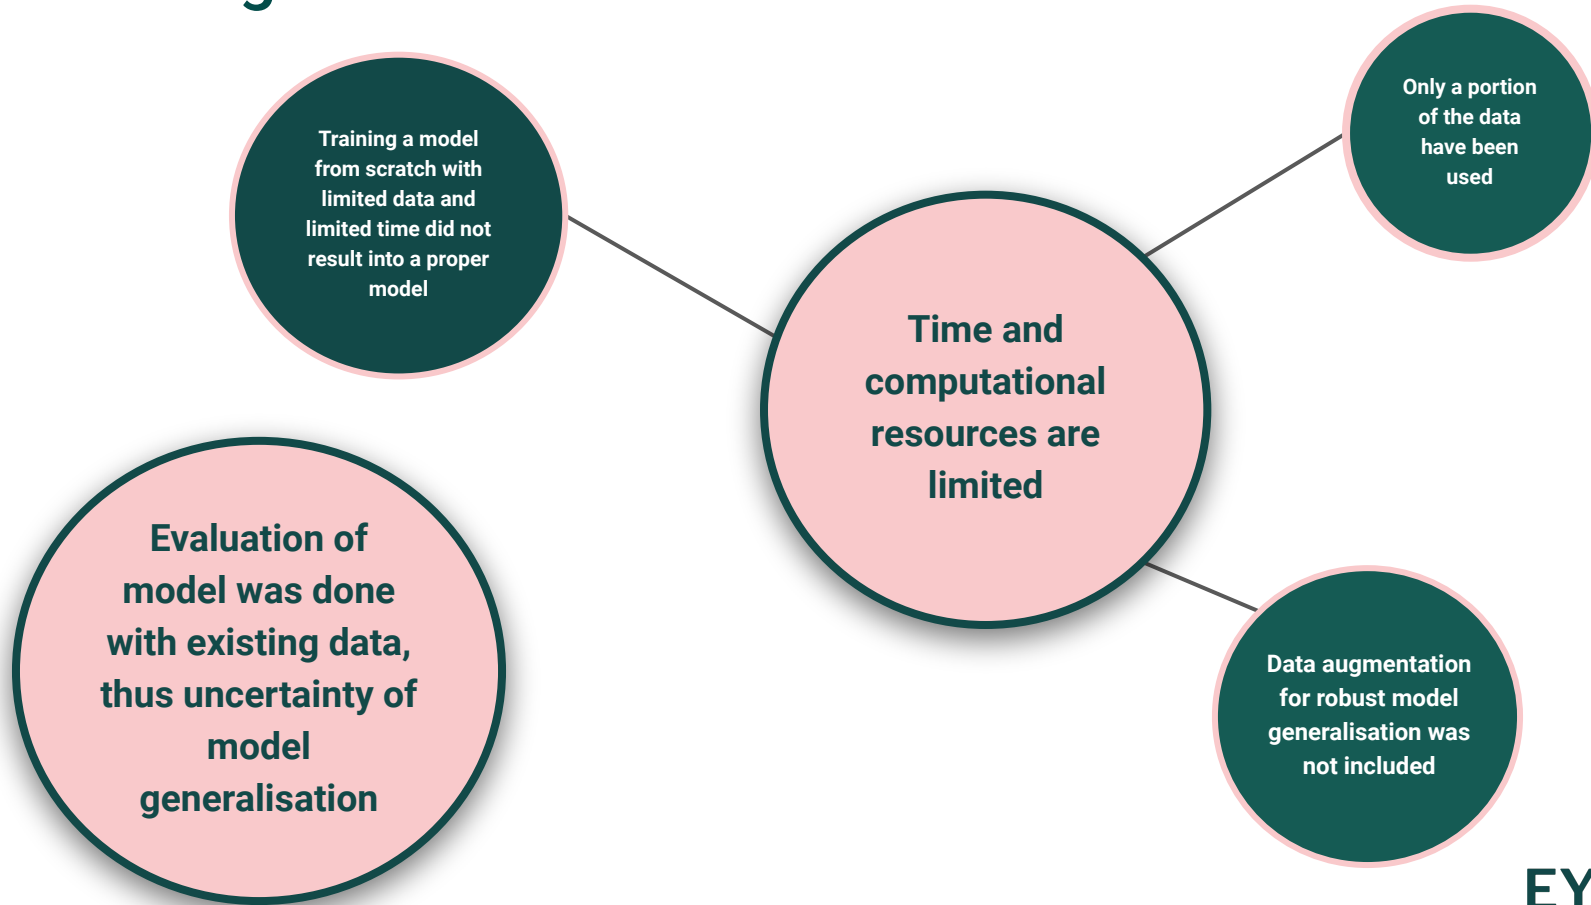 Training a model
from scratch with
limited data and
limited time did not
result into a proper
model
Only a portion
of the data
have been
used
Time and
computational
resources are
limited
Evaluation of
model was done
with existing data,
thus uncertainty of
model
generalisation
Data augmentation
for robust model
generalisation was
not included
EY